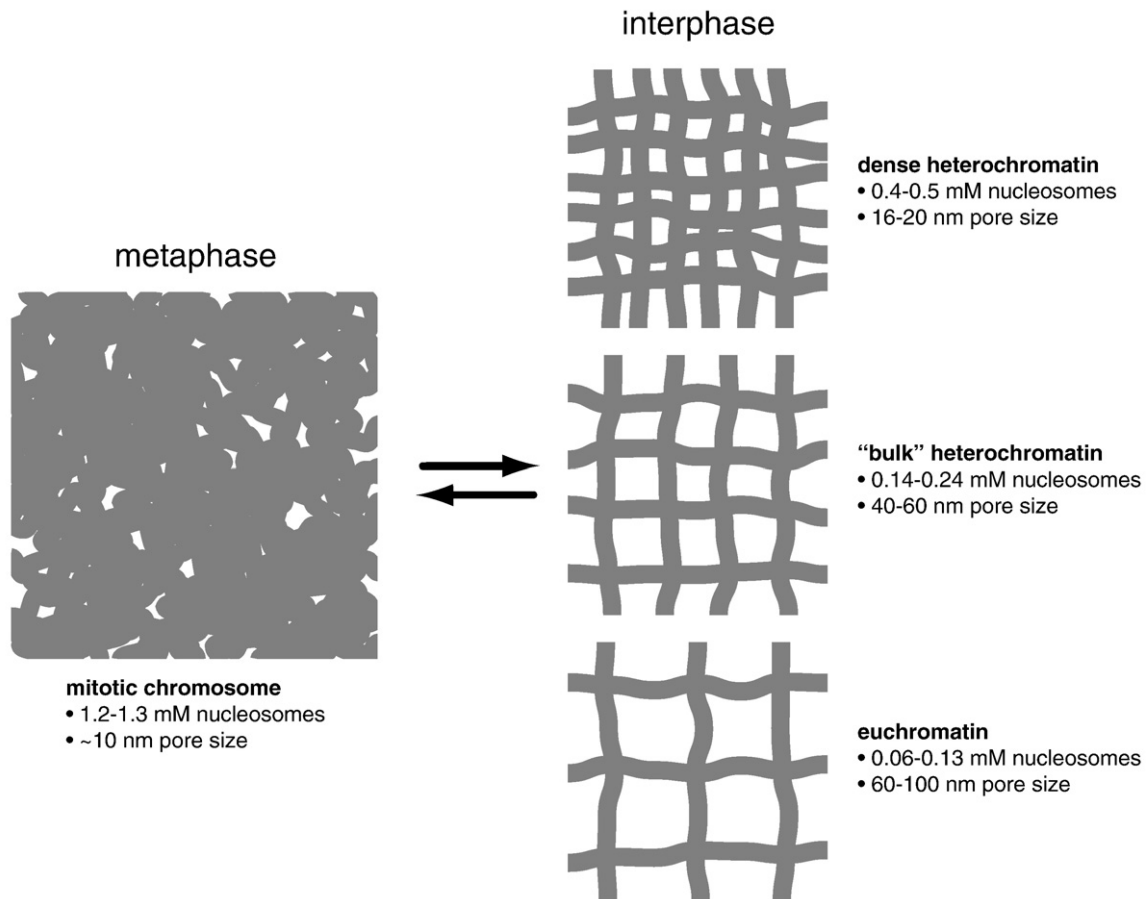 interphase
dense heterochromatin
• 0.4-0.5 mM nucleosomes
• 16-20 nm pore size
metaphase
“bulk” heterochromatin
• 0.14-0.24 mM nucleosomes
• 40-60 nm pore size
mitotic chromosome
• 1.2-1.3 mM nucleosomes
• ~10 nm pore size
euchromatin
• 0.06-0.13 mM nucleosomes
• 60-100 nm pore size